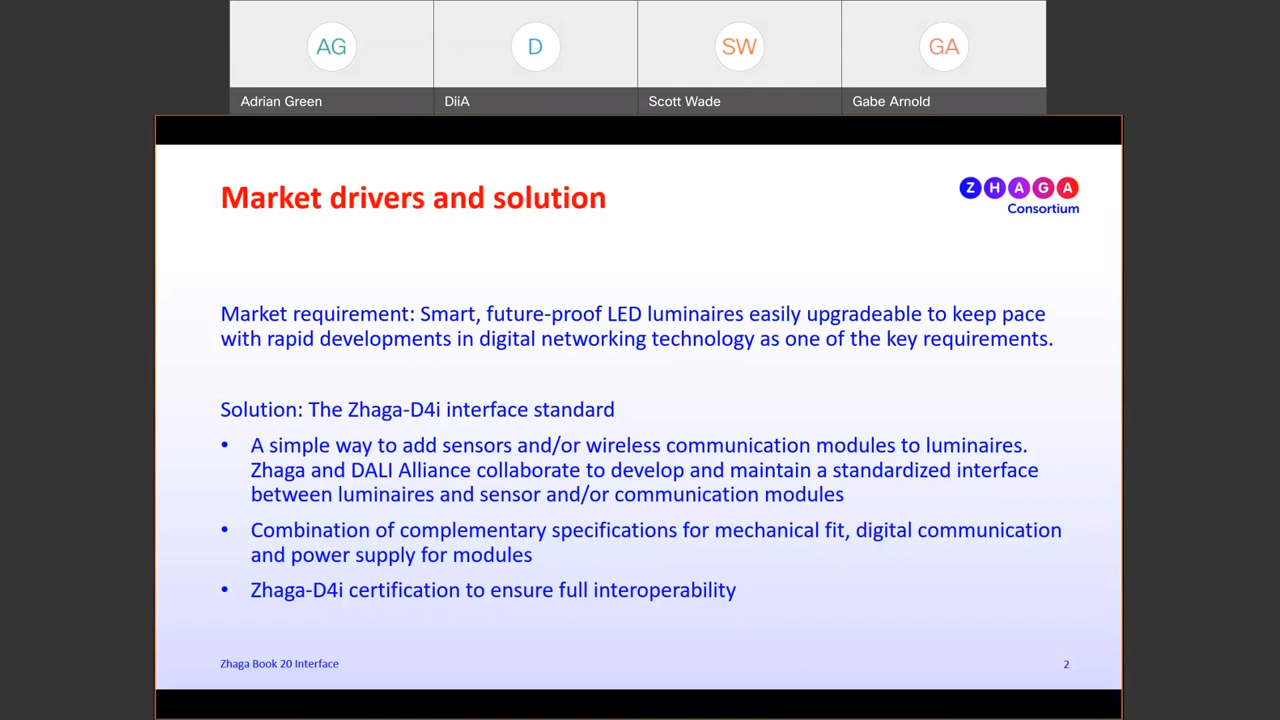 AG
D
SW
GA
Adrian Green
DiiA
Scott Wade
Gabe Arnold
Market drivers and solution
ZHAGA
Consortium
Market requirement: Smart, future-proof LED luminaires easily upgradeable to keep pace
with rapid developments in digital networking technology as one of the key requirements.
Solution: The Zhaga-D4i interface standard
• A simple way to add sensors and/or wireless communication modules to luminaires.
Zhaga and DALI Alliance collaborate to develop and maintain a standardized interface
between luminaires and sensor and/or communication modules
• Combination of complementary specifications for mechanical fit, digital communication
and power supply for modules
• Zhaga-D4i certification to ensure full interoperability
Zhaga Book 20 Interface
2